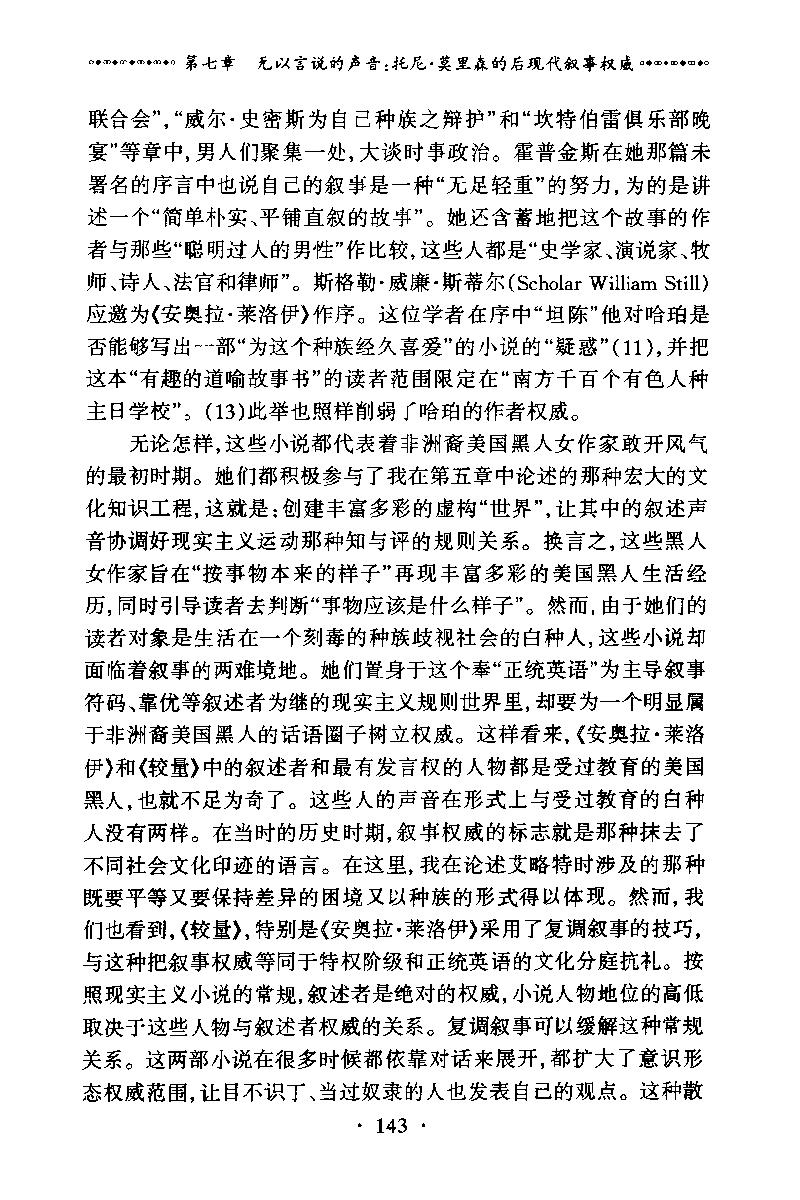 第七章 无以言说的声音:托尼·莫里森的后现代叙事权威
联合会”,“威尔·史密斯为自己种族之辩护”和“坎特伯雷俱乐部晚
宴”等章中,男人们聚集一处,大谈时事政治。霍普金斯在她那篇未
署名的序言中也说自己的叙事是一种“无足轻重”的努力,为的是讲
述一个“简单朴实、平铺直叙的故事”。她还含蓄地把这个故事的作
者与那些“聪明过人的男性”作比较,这些人都是“史学家、演说家、牧
师、诗人、法官和律师”。斯格勒·威廉·斯蒂尔(Scholar William Still)
应邀为《安奥拉·莱洛伊》作序。这位学者在序中“坦陈”他对哈珀是
否能够写出一部“为这个种族经久喜爱”的小说的“疑惑”(11),并把
这本“有趣的道喻故事书”的读者范围限定在“南方千百个有色人种
主日学校”。(13)此举也照样削弱了哈珀的作者权威。
无论怎样,这些小说都代表着非洲裔美国黑人女作家敢开风气
的最初时期。她们都积极参与了我在第五章中论述的那种宏大的文
化知识工程,这就是:创建丰富多彩的虚构“世界”,让其中的叙述声
音协调好现实主义运动那种知与评的规则关系。换言之,这些黑人
女作家旨在“按事物本来的样子”再现丰富多彩的美国黑人生活经
历,同时引导读者去判断“事物应该是什么样子”。然而,由于她们的
读者对象是生活在一个刻毒的种族歧视社会的白种人,这些小说却
面临着叙事的两难境地。她们置身于这个奉“正统英语”为主导叙事
符码、靠优等叙述者为继的现实主义规则世界里,却要为一个明显属
于非洲裔美国黑人的话语圈子树立权威。这样看来,《安奥拉·莱洛
伊》和《较量》中的叙述者和最有发言权的人物都是受过教育的美国
黑人,也就不足为奇了。这些人的声音在形式上与受过教育的白种
人没有两样。在当时的历史时期,叙事权威的标志就是那种抹去了
不同社会文化印迹的语言。在这里,我在论述艾略特时涉及的那种
既要平等又要保持差异的困境又以种族的形式得以体现。然而,我
们也看到,《较量》,特别是《安奥拉·莱洛伊》采用了复调叙事的技巧,
与这种把叙事权威等同于特权阶级和正统英语的文化分庭抗礼。按
照现实主义小说的常规,叙述者是绝对的权威,小说人物地位的高低
取决于这些人物与叙述者权威的关系。复调叙事可以缓解这种常规
关系。这两部小说在很多时候都依靠对话来展开,都扩大了意识形
态权威范围,让目不识丁、当过奴隶的人也发表自己的观点。这种散
· 143 ·